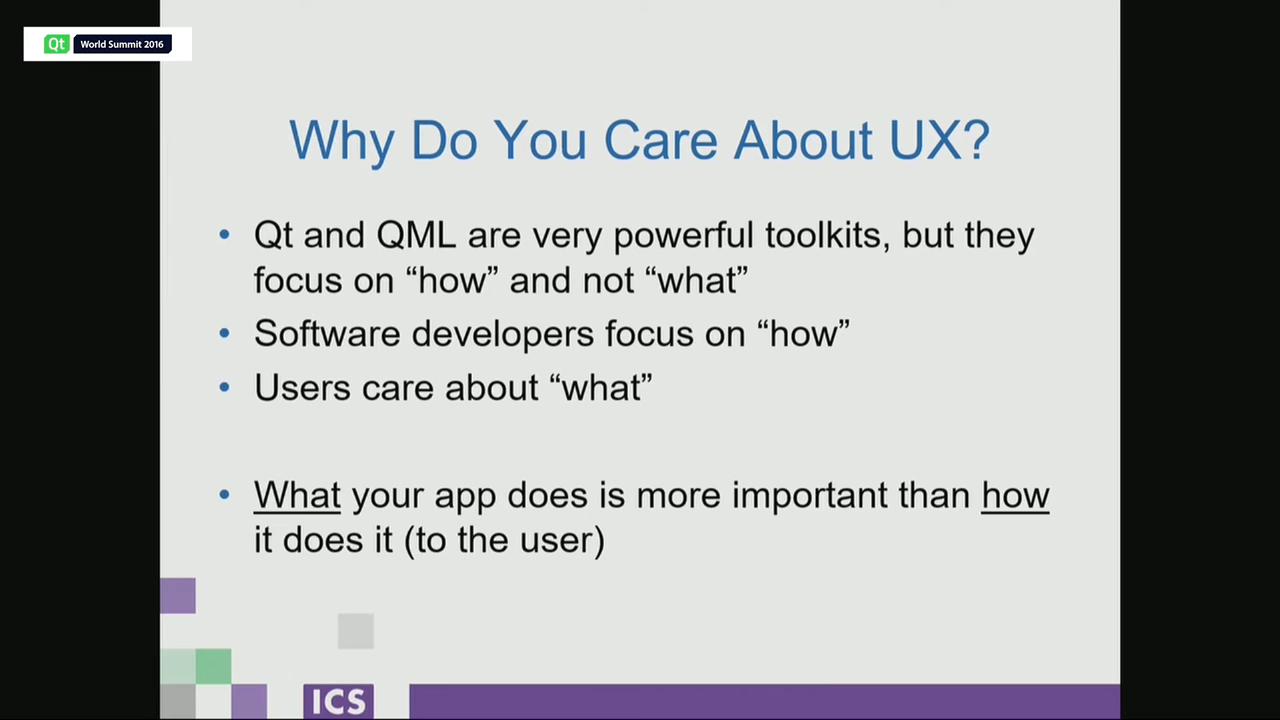 Qt World Summit 2016
Why Do You Care About UX?
• Qt and QML are very powerful toolkits, but they
focus on “how” and not “what”
• Software developers focus on “how”
• Users care about “what”
• What your app does is more important than how
it does it (to the user)
ICS